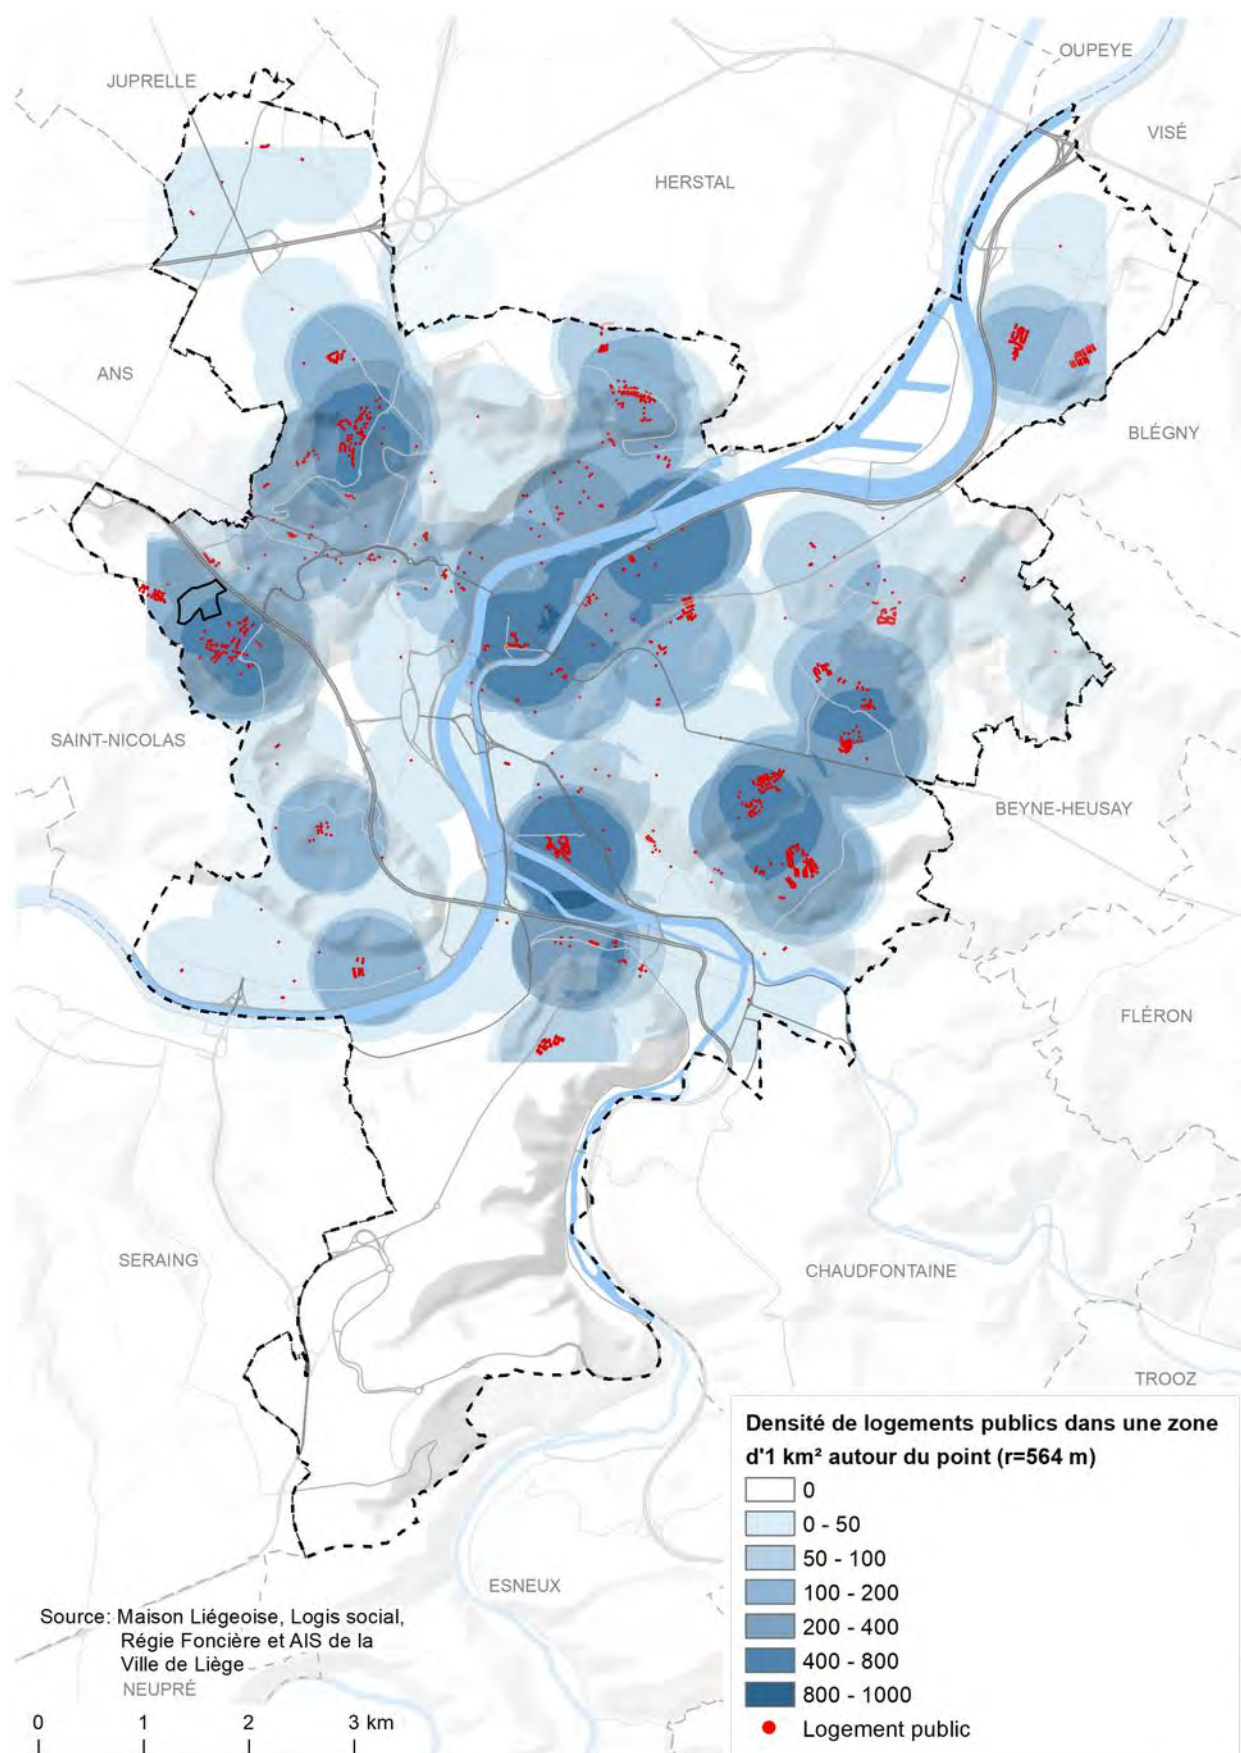 OUPEYE
JUPRELLE
VISÉ
HERSTAL
ANS
BLÉGNY
SAINT-NICOLAS
BEYNE-HEUSAY
FLÉRON
SERAING
CHAUDFONTAINE
TROOZ
ESNEUX
Densité de logements publics dans une zone
d'1 km² autour du point (r=564 m)
0
0 - 50
50 - 100
100 - 200
200 - 400
400 - 800
800 - 1000
Logement public
Source: Maison Liégeoise, Logis social,
Régie Foncière et AIS de la
Ville de Liège
NEUPRÉ
0 1 2 3 km